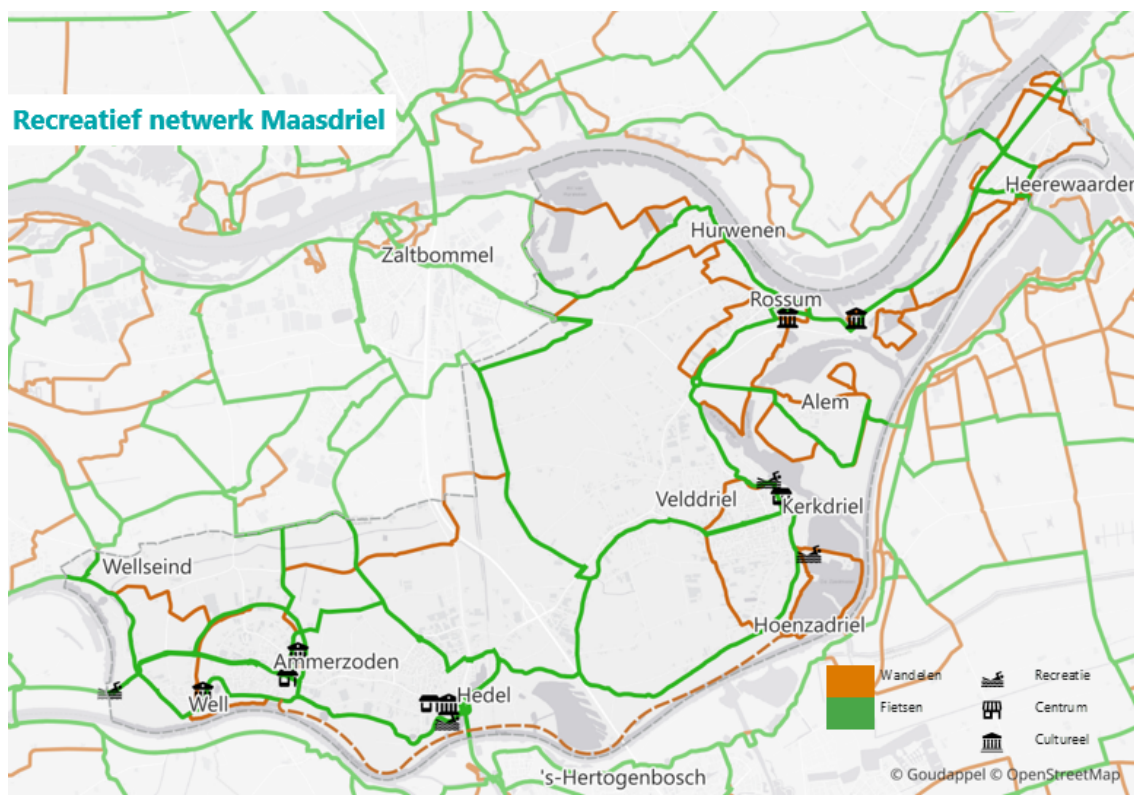 Recreatief netwerk Maasdriel
Heerewaarden
Hurwenen
Zaltbommel
Rossum
Alem
Velddriel
Kerkdriel
Wellseind
Hoenzadriel
Ammerzoden
Well
Hedel
's-Hertogenbosch
Wandelen
Recreatie
Fietsen
Centrum
Cultureel
© Goudappel © OpenStreetMap